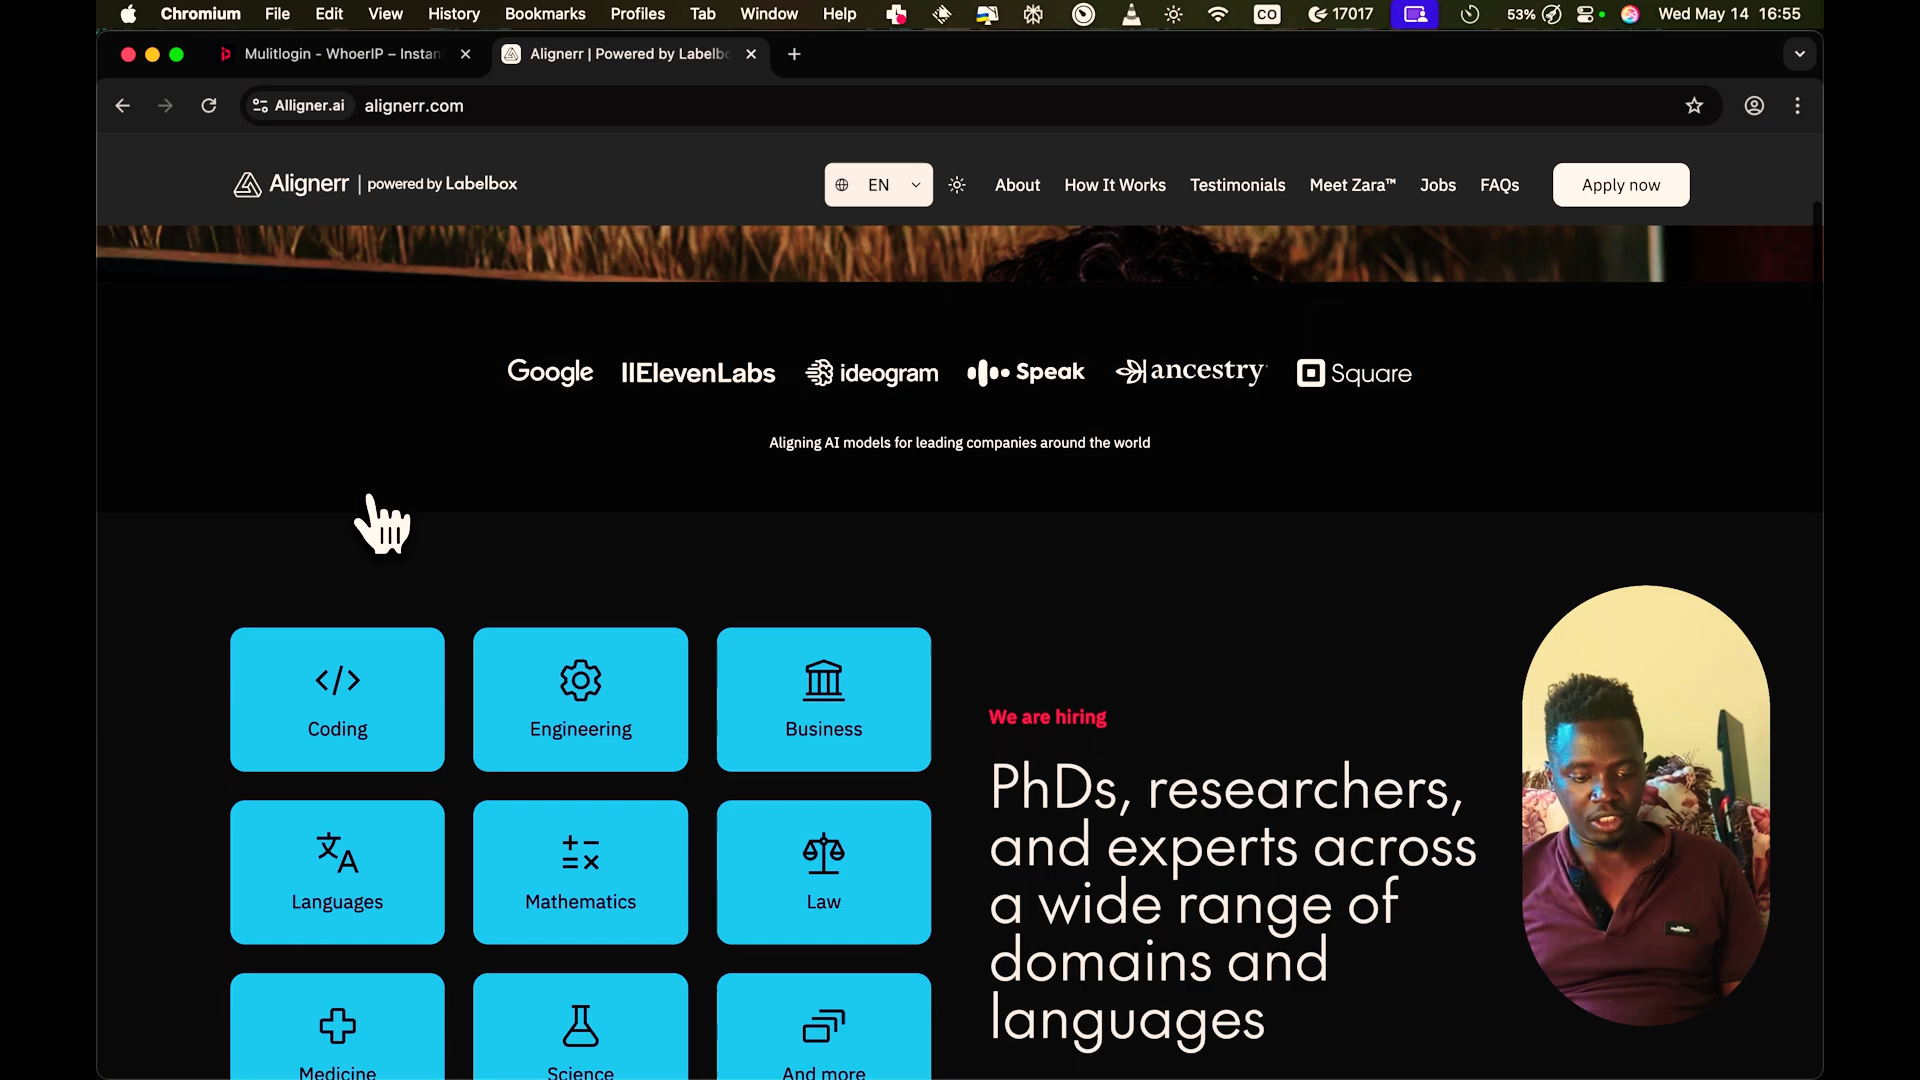 Chromium File Edit View History Bookmarks Profiles Tab Window Help CO 17017 53% Wed May 14 16:55
Mulitlogin - WhoerIP – Instan
Alignerr | Powered by Labelb
Alligner.ai alignerr.com
Alignerr | powered by Labelbox
EN
About
How It Works
Testimonials
Meet Zara™
Jobs
FAQs
Apply now
Google
IIElevenLabs
ideogram
Speak
ancestry
Square
Aligning AI models for leading companies around the world
Coding
Engineering
Business
Languages
Mathematics
Law
Medicine
Science
And more
We are hiring
PhDs, researchers,
and experts across
a wide range of
domains and
languages